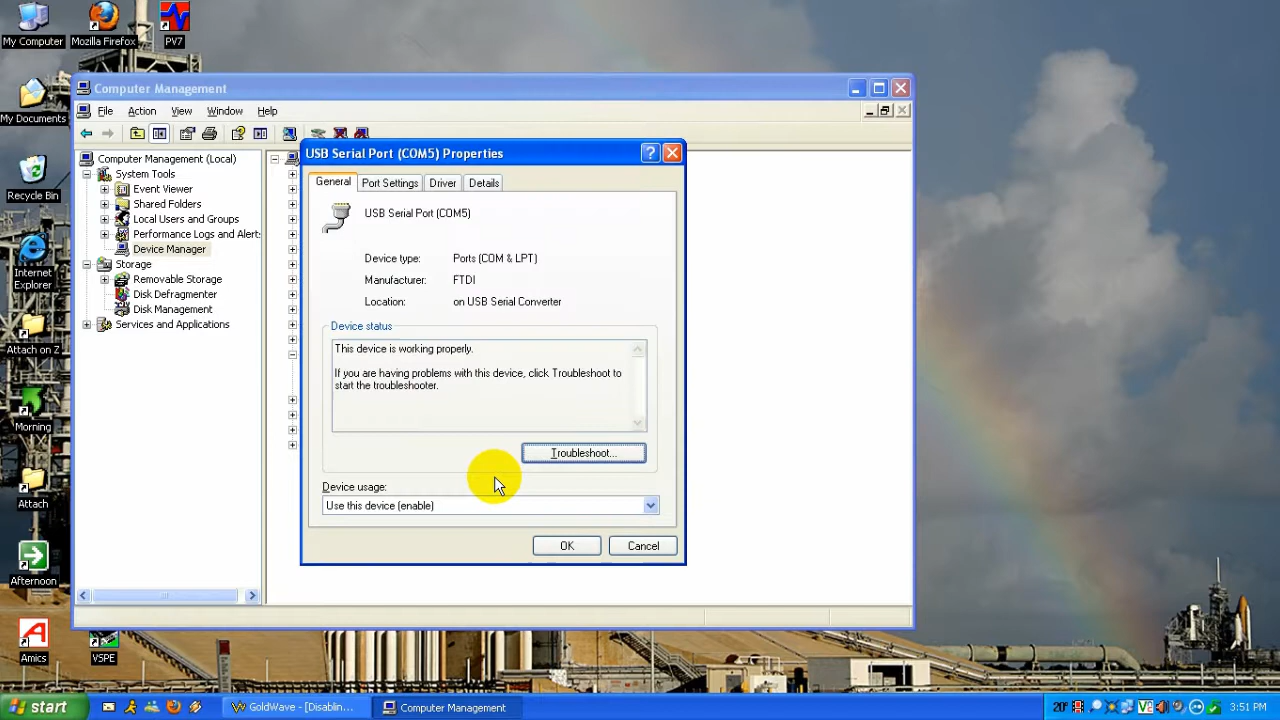 My Computer
Mozilla Firefox
PV7
My Documents
Recycle Bin
Internet
Explorer
Attach on Z
Morning
Attach
Afternoon
Amics
VSPE
Computer Management
File Action View Window Help
Computer Management (Local)
System Tools
Event Viewer
Shared Folders
Local Users and Groups
Performance Logs and Alerts
Device Manager
Storage
Removable Storage
Disk Defragmenter
Disk Management
Services and Applications
USB Serial Port (COM5) Properties
General Port Settings Driver Details
USB Serial Port (COM5)
Device type: Ports (COM & LPT)
Manufacturer: FTDI
Location: on USB Serial Converter
Device status
This device is working properly.
If you are having problems with this device, click Troubleshoot to
start the troubleshooter.
Troubleshoot...
Device usage:
Use this device (enable)
OK Cancel
start
GoldWave - [Disablin...
Computer Management
20°
3:51 PM